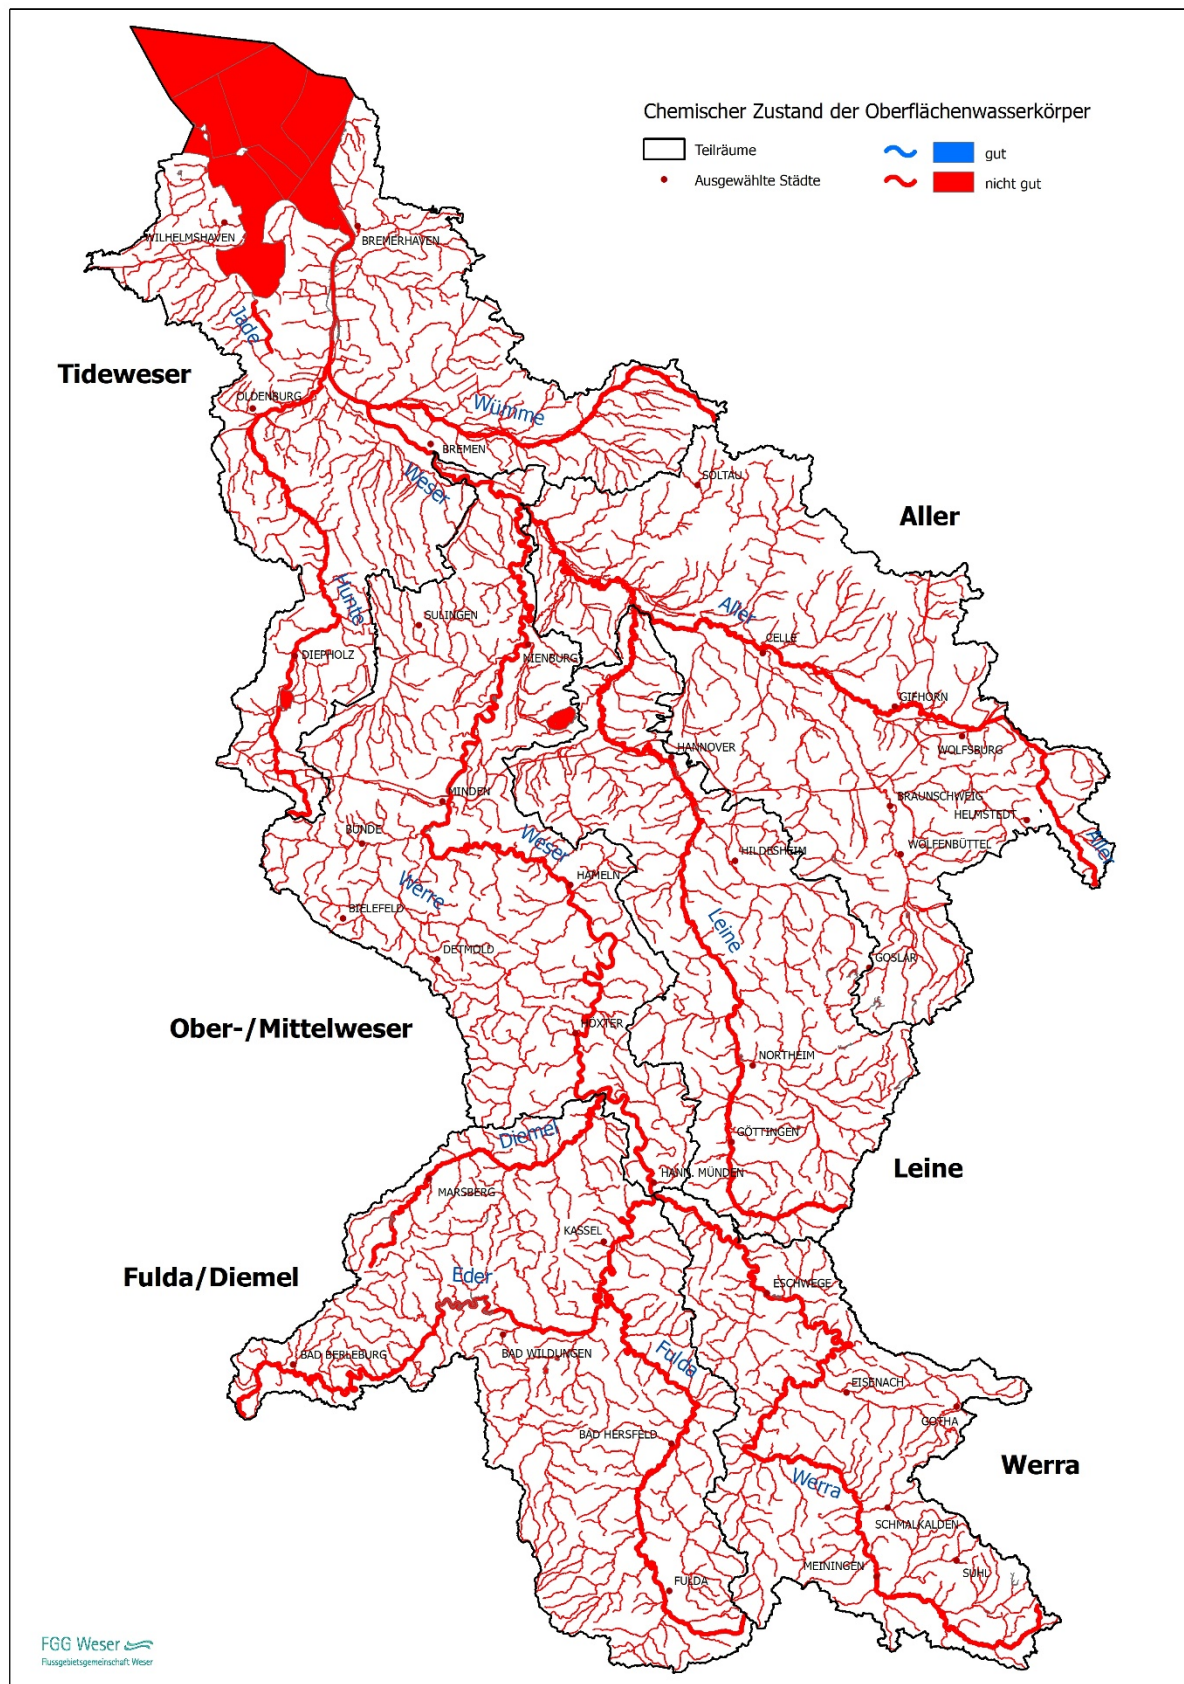 Chemischer Zustand der Oberflächenwasserkörper
Teilräume
gut
Ausgewählte Städte
nicht gut
WILHELMSHAVEN
BREMERHAVEN
Jade
Tideweser
OLDENBURG
Wümme
BREMEN
Weser
SOLTAU
Aller
Hunte
Aller
SULINGEN
CELLE
DIEPHOLZ
NIENBURG
GIFHORN
HANNOVER
WOLFSBURG
MINDEN
BRAUNSCHWEIG
HELMSTEDT
BÜNDE
Weser
WOLFENBÜTTEL
Aller
HILDESHEIM
HAMELN
Werre
BIELEFELD
Leine
DETMOLD
GOSLAR
Ober-/Mittelweser
HÖXTER
NORTHEIM
Diemel
GÖTTINGEN
Leine
HANN. MÜNDEN
MARSBERG
KASSEL
Fulda/Diemel
Eder
ESCHWEGE
BAD BERLEBURG
BAD WILDUNGEN
Fulda
EISENACH
GOTHA
BAD HERSFELD
Werra
Werra
SCHMALKALDEN
MEININGEN
SUHL
FULDA
FGG Weser
Flussgebietsgemeinschaft Weser